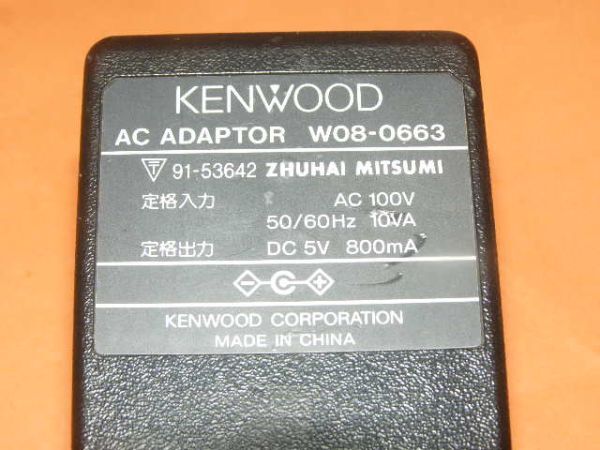 KENWOOD
AC ADAPTOR W08-0663
91-53642 ZHUHAI MITSUMI
定格入力 AC 100V
50/60Hz 10VA
定格出力 DC 5V 800mA
KENWOOD CORPORATION
MADE IN CHINA